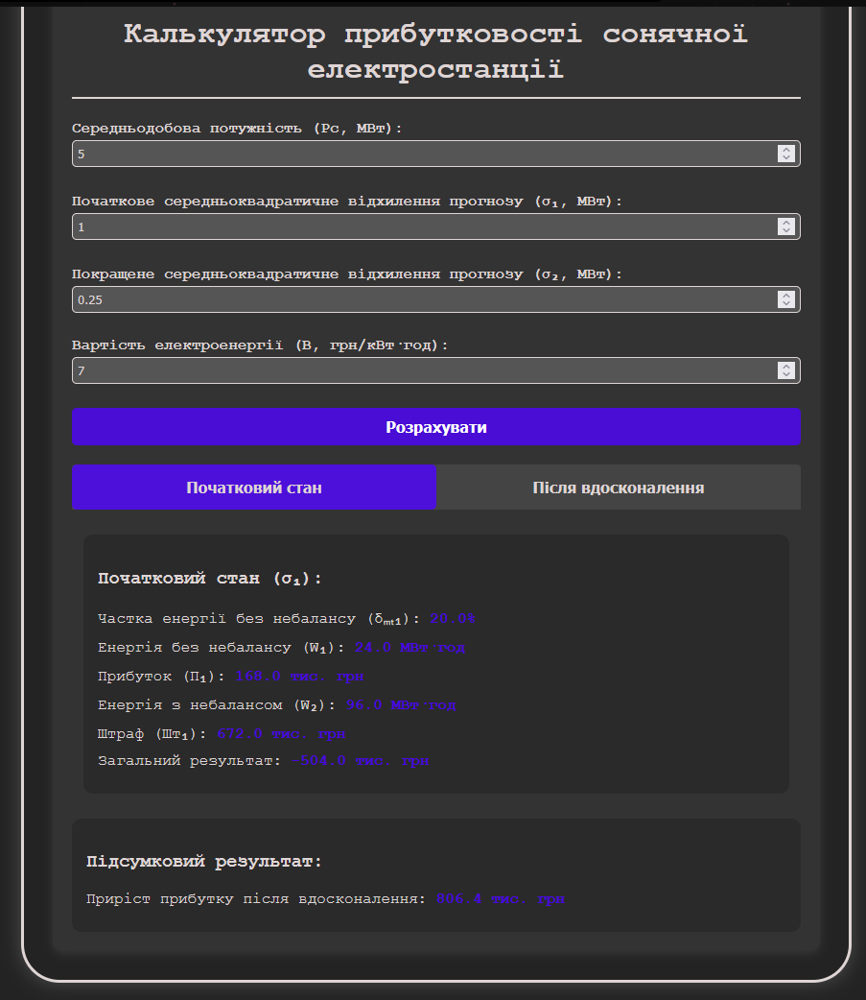 Калькулятор прибутковості сонячної
електростанції
Середньодобова потужність (Pc, МВт):
5
Початкове середньоквадратичне відхилення прогнозу (σ₁, МВт):
1
Покращене середньоквадратичне відхилення прогнозу (σ₂, МВт):
0.25
Вартість електроенергії (B, грн/кВт·год):
7
Розрахувати
Початковий стан
Після вдосконалення
Початковий стан (σ₁):
Частка енергії без небалансу (δₘₜ₁): 20.0%
Енергія без небалансу (W₁): 24.0 МВт·год
Прибуток (П₁): 168.0 тис. грн
Енергія з небалансом (W₂): 96.0 МВт·год
Штраф (Шт₁): 672.0 тис. грн
Загальний результат: -504.0 тис. грн
Підсумковий результат:
Приріст прибутку після вдосконалення: 806.4 тис. грн